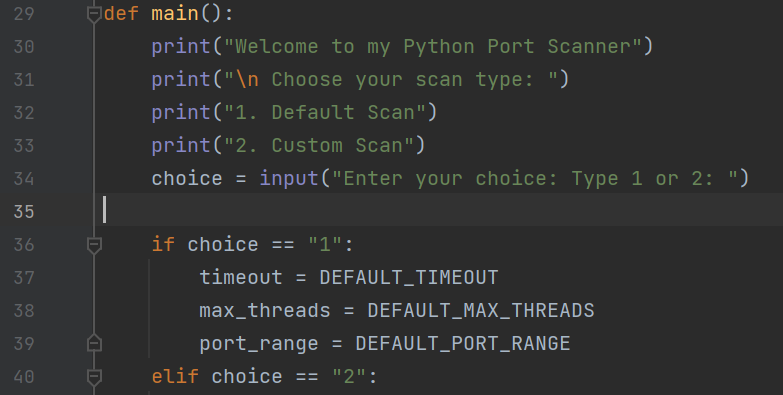 29 def main():
30 print("Welcome to my Python Port Scanner")
31 print("\n Choose your scan type: ")
32 print("1. Default Scan")
33 print("2. Custom Scan")
34 choice = input("Enter your choice: Type 1 or 2: ")
35
36 if choice == "1":
37 timeout = DEFAULT_TIMEOUT
38 max_threads = DEFAULT_MAX_THREADS
39 port_range = DEFAULT_PORT_RANGE
40 elif choice == "2":